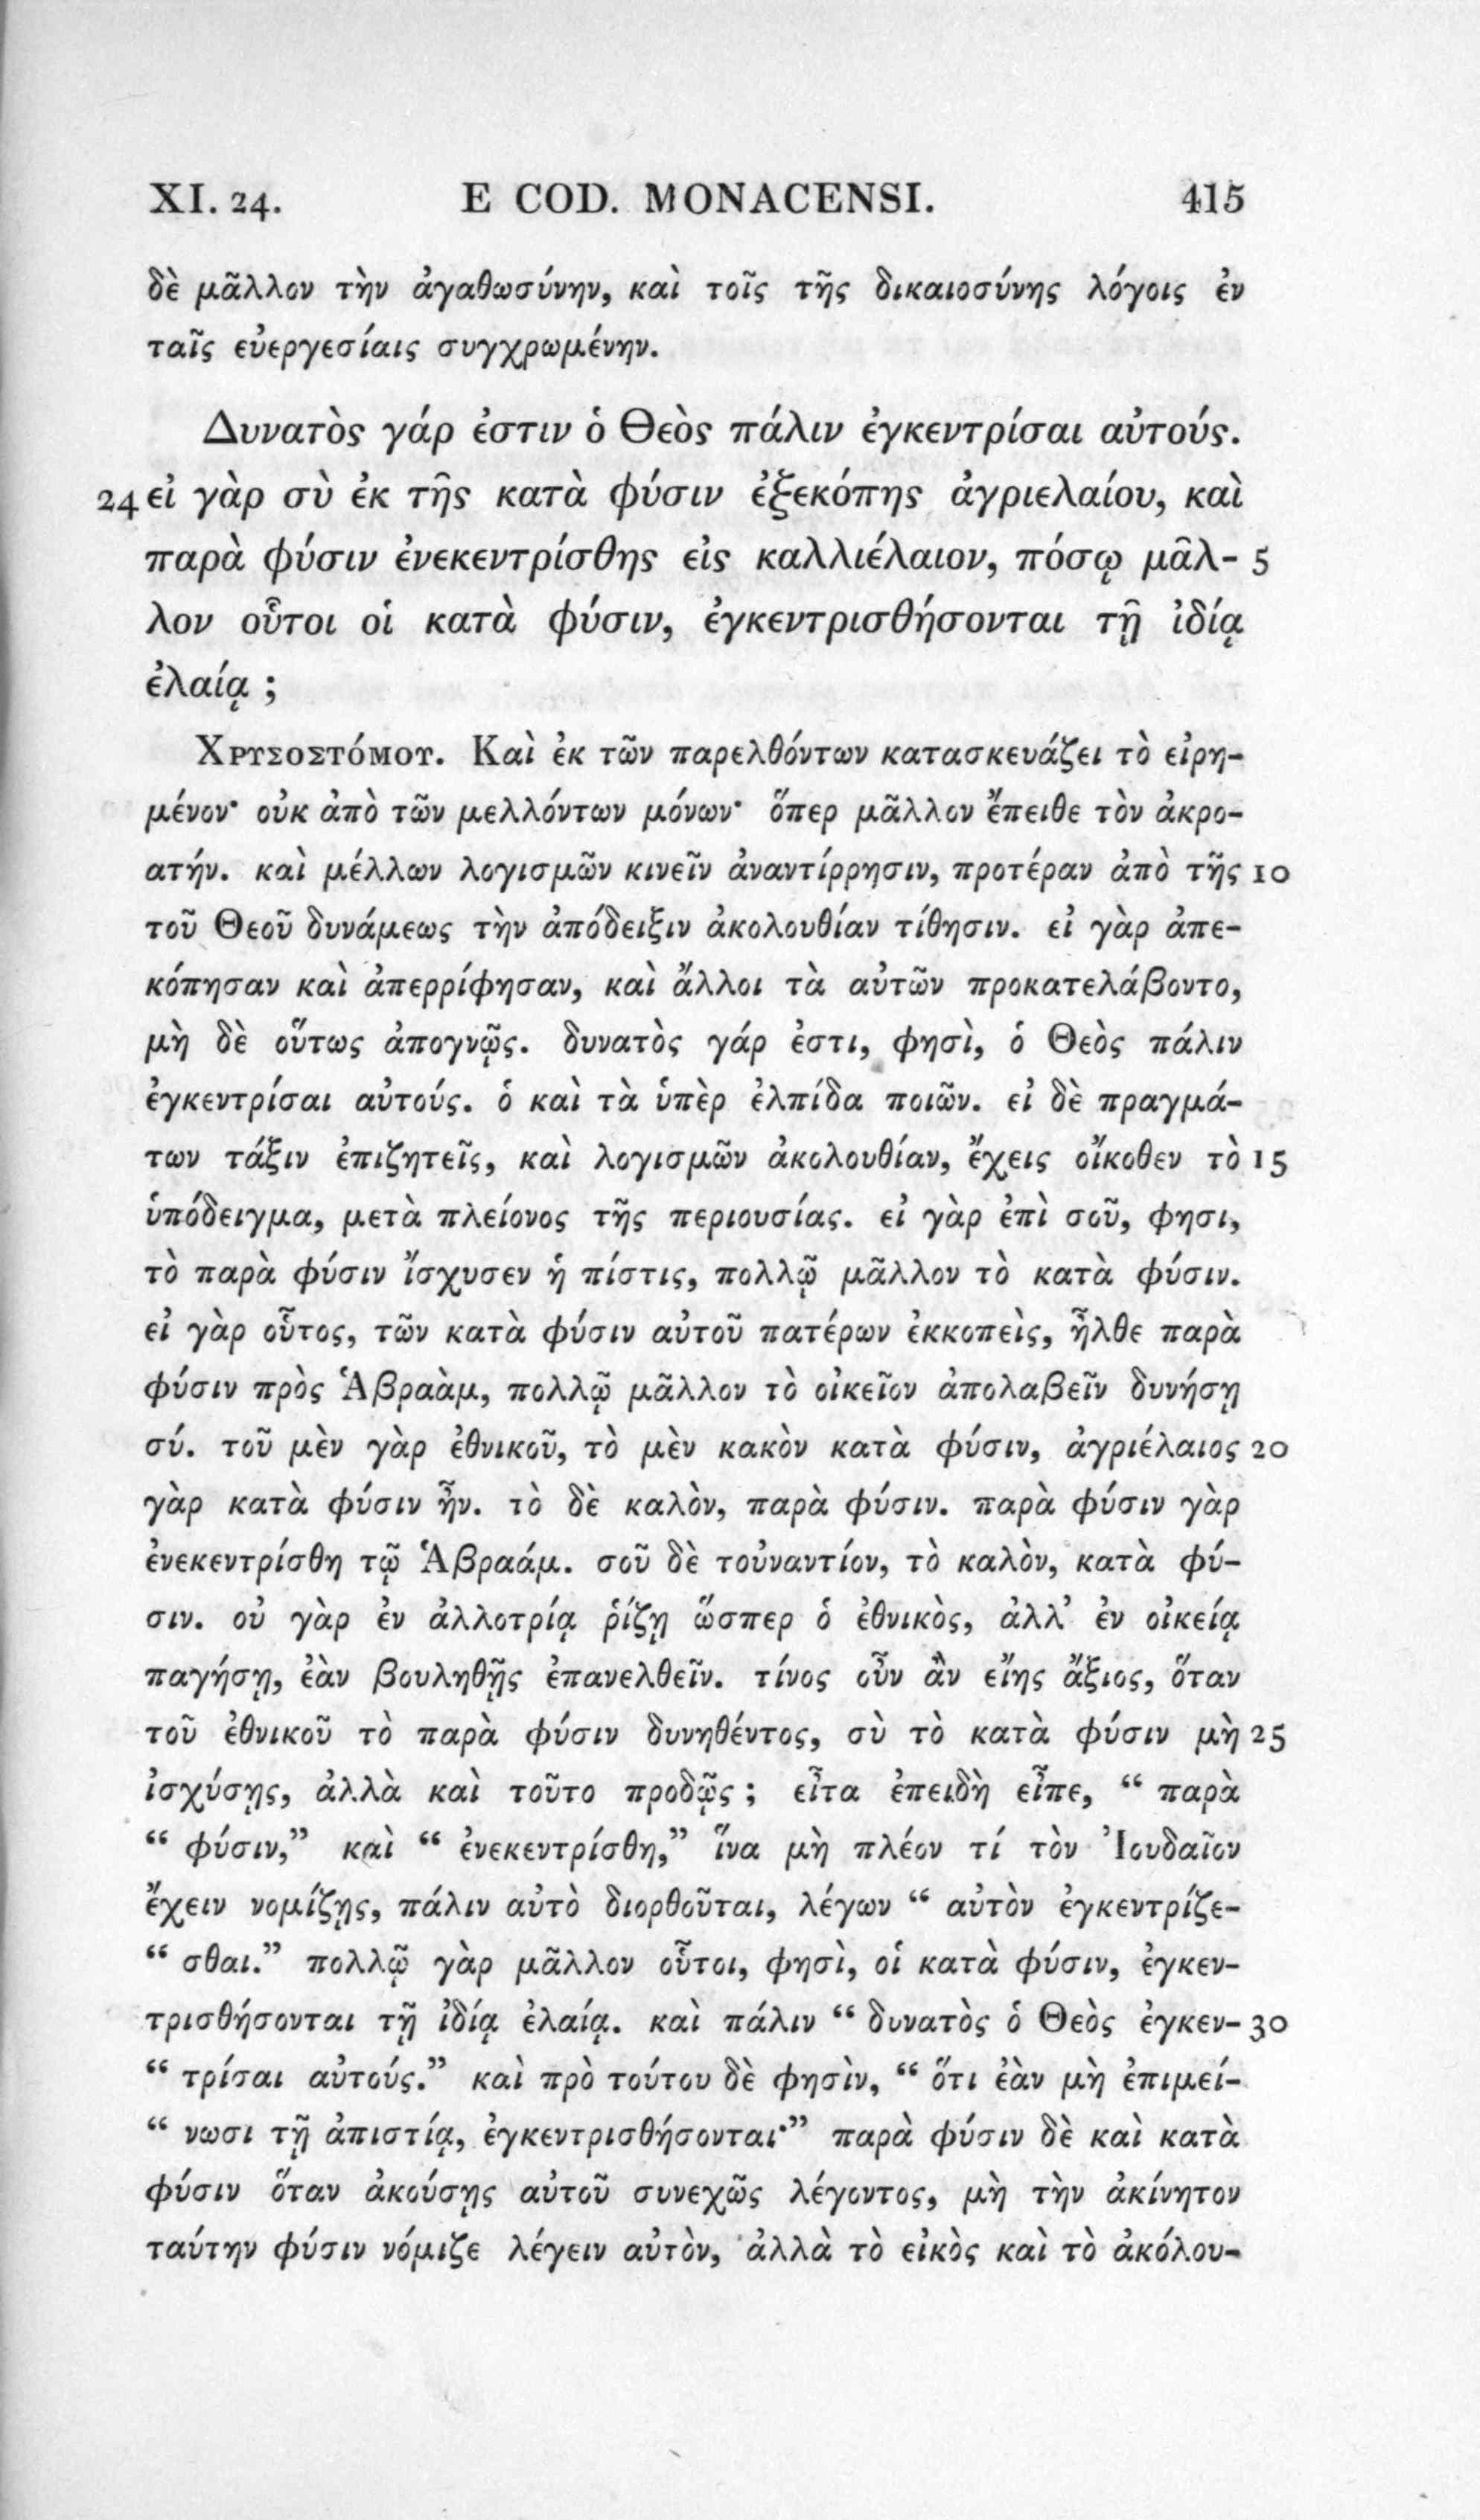 XI. 24. E COD. MONACENSI. 415
δὲ μᾶλλον τὴν ἀγαθωσύνην, καὶ τοῖς τῆς δικαιοσύνης λόγοις ἐν
ταῖς εὐεργεσίαις συγχρωμένην.
Δυνατὸς γάρ ἐστιν ὁ Θεὸς πάλιν ἐγκεντρίσαι αὐτούς.
24 εἰ γὰρ σὺ ἐκ τῆς κατὰ φύσιν ἐξεκόπης ἀγριελαίου, καὶ
παρὰ φύσιν ἐνεκεντρίσθης εἰς καλλιέλαιον, πόσῳ μᾶλ- 5
λον οὗτοι οἱ κατὰ φύσιν, ἐγκεντρισθήσονται τῇ ἰδίᾳ
ἐλαίᾳ ;
ΧΡΥΣΟΣΤόΜΟΥ. Καὶ ἐκ τῶν παρελθόντων κατασκευάζει τὸ εἰρη-
μένον· οὐκ ἀπὸ τῶν μελλόντων μόνων· ὅπερ μᾶλλον ἔπειθε τὸν ἀκρο-
ατήν. καὶ μέλλων λογισμῶν κινεῖν ἀναντίρρησιν, προτέραν ἀπὸ τῆς 10
τοῦ Θεοῦ δυνάμεως τὴν ἀπόδειξιν ἀκολουθίαν τίθησιν. εἰ γὰρ ἀπε-
κόπησαν καὶ ἀπερρίφησαν, καὶ ἄλλοι τὰ αὐτῶν προκατελάβοντο,
μὴ δὲ οὕτως ἀπογνῷς. δυνατὸς γάρ ἐστι, φησὶ, ὁ Θεὸς πάλιν
ἐγκεντρίσαι αὐτούς. ὁ καὶ τὰ ὑπὲρ ἐλπίδα ποιῶν. εἰ δὲ πραγμά-
των τάξιν ἐπιζητεῖς, καὶ λογισμῶν ἀκολουθίαν, ἔχεις οἴκοθεν τὸ 15
ὑπόδειγμα, μετὰ πλείονος τῆς περιουσίας. εἰ γὰρ ἐπὶ σοῦ, φησι,
τὸ παρὰ φύσιν ἴσχυσεν ἡ πίστις, πολλῷ μᾶλλον τὸ κατὰ φύσιν.
εἰ γὰρ οὗτος, τῶν κατὰ φύσιν αὐτοῦ πατέρων ἐκκοπεὶς, ἦλθε παρὰ
φύσιν πρὸς Ἁβραὰμ, πολλῷ μᾶλλον τὸ οἰκεῖον ἀπολαβεῖν δυνήσῃ
σύ. τοῦ μὲν γὰρ ἐθνικοῦ, τὸ μὲν κακὸν κατὰ φύσιν, ἀγριέλαιος 20
γὰρ κατὰ φύσιν ἦν. τὸ δὲ καλὸν, παρὰ φύσιν. παρὰ φύσιν γὰρ
ἐνεκεντρίσθη τῷ Ἁβραάμ. σοῦ δὲ τοὐναντίον, τὸ καλὸν, κατὰ φύ-
σιν. οὐ γὰρ ἐν ἀλλοτρίᾳ ῥίζῃ ὥσπερ ὁ ἐθνικὸς, ἀλλ’ ἐν οἰκείᾳ
παγήσῃ, ἐὰν βουληθῇς ἐπανελθεῖν. τίνος οὖν ἂν εἴης ἄξιος, ὅταν
τοῦ ἐθνικοῦ τὸ παρὰ φύσιν δυνηθέντος, σὺ τὸ κατὰ φύσιν μὴ 25
ἰσχύσῃς, ἀλλὰ καὶ τοῦτο προδῷς ; εἶτα ἐπειδὴ εἶπε, “ παρὰ
“ φύσιν,” καὶ “ ἐνεκεντρίσθη,” ἵνα μὴ πλέον τί τὸν Ἰουδαῖον
ἔχειν νομίζῃς, πάλιν αὐτὸ διορθοῦται, λέγων “ αὐτὸν ἐγκεντρίζε-
“ σθαι.” πολλῷ γὰρ μᾶλλον οὗτοι, φησὶ, οἱ κατὰ φύσιν, ἐγκεν-
τρισθήσονται τῇ ἰδίᾳ ἐλαίᾳ. καὶ πάλιν “ δυνατὸς ὁ Θεὸς ἐγκεν- 30
“ τρίσαι αὐτούς.” καὶ πρὸ τούτου δὲ φησὶν, “ ὅτι ἐὰν μὴ ἐπιμεί-
“ νωσι τῇ ἀπιστίᾳ, ἐγκεντρισθήσονται·” παρὰ φύσιν δὲ καὶ κατὰ
φύσιν ὅταν ἀκούσῃς αὐτοῦ συνεχῶς λέγοντος, μὴ τὴν ἀκίνητον
ταύτην φύσιν νόμιζε λέγειν αὐτὸν, ἀλλὰ τὸ εἰκὸς καὶ τὸ ἀκόλου-